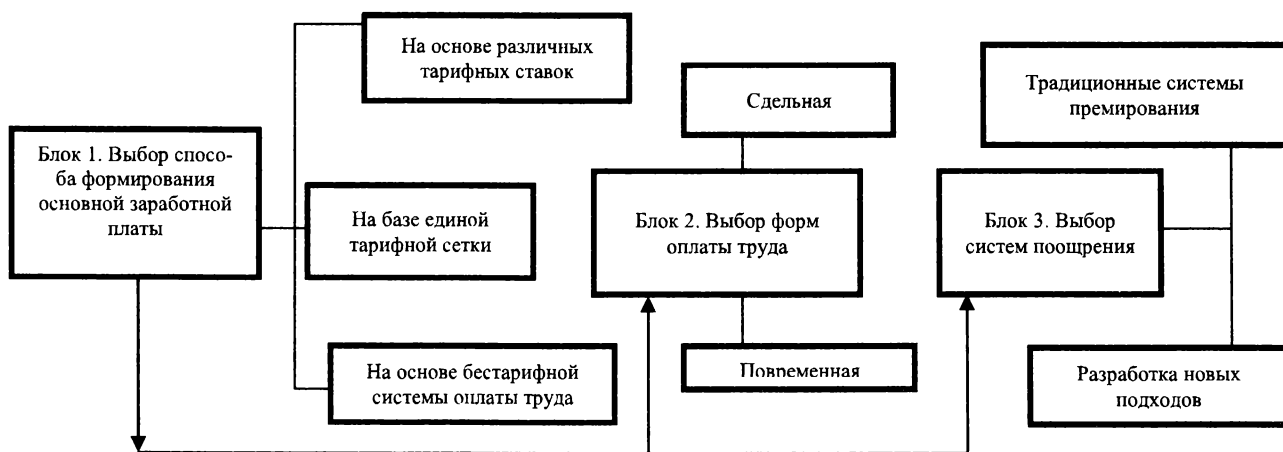 На основе различных
тарифных ставок
Блок 1. Выбор спосо-
ба формирования
основной заработной
платы
На базе единой
тарифной сетки
На основе бестарифной
системы оплаты труда
Сдельная
Блок 2. Выбор форм
оплаты труда
Повременная
Традиционные системы
премирования
Блок 3. Выбор
систем поощрения
Разработка новых
подходов